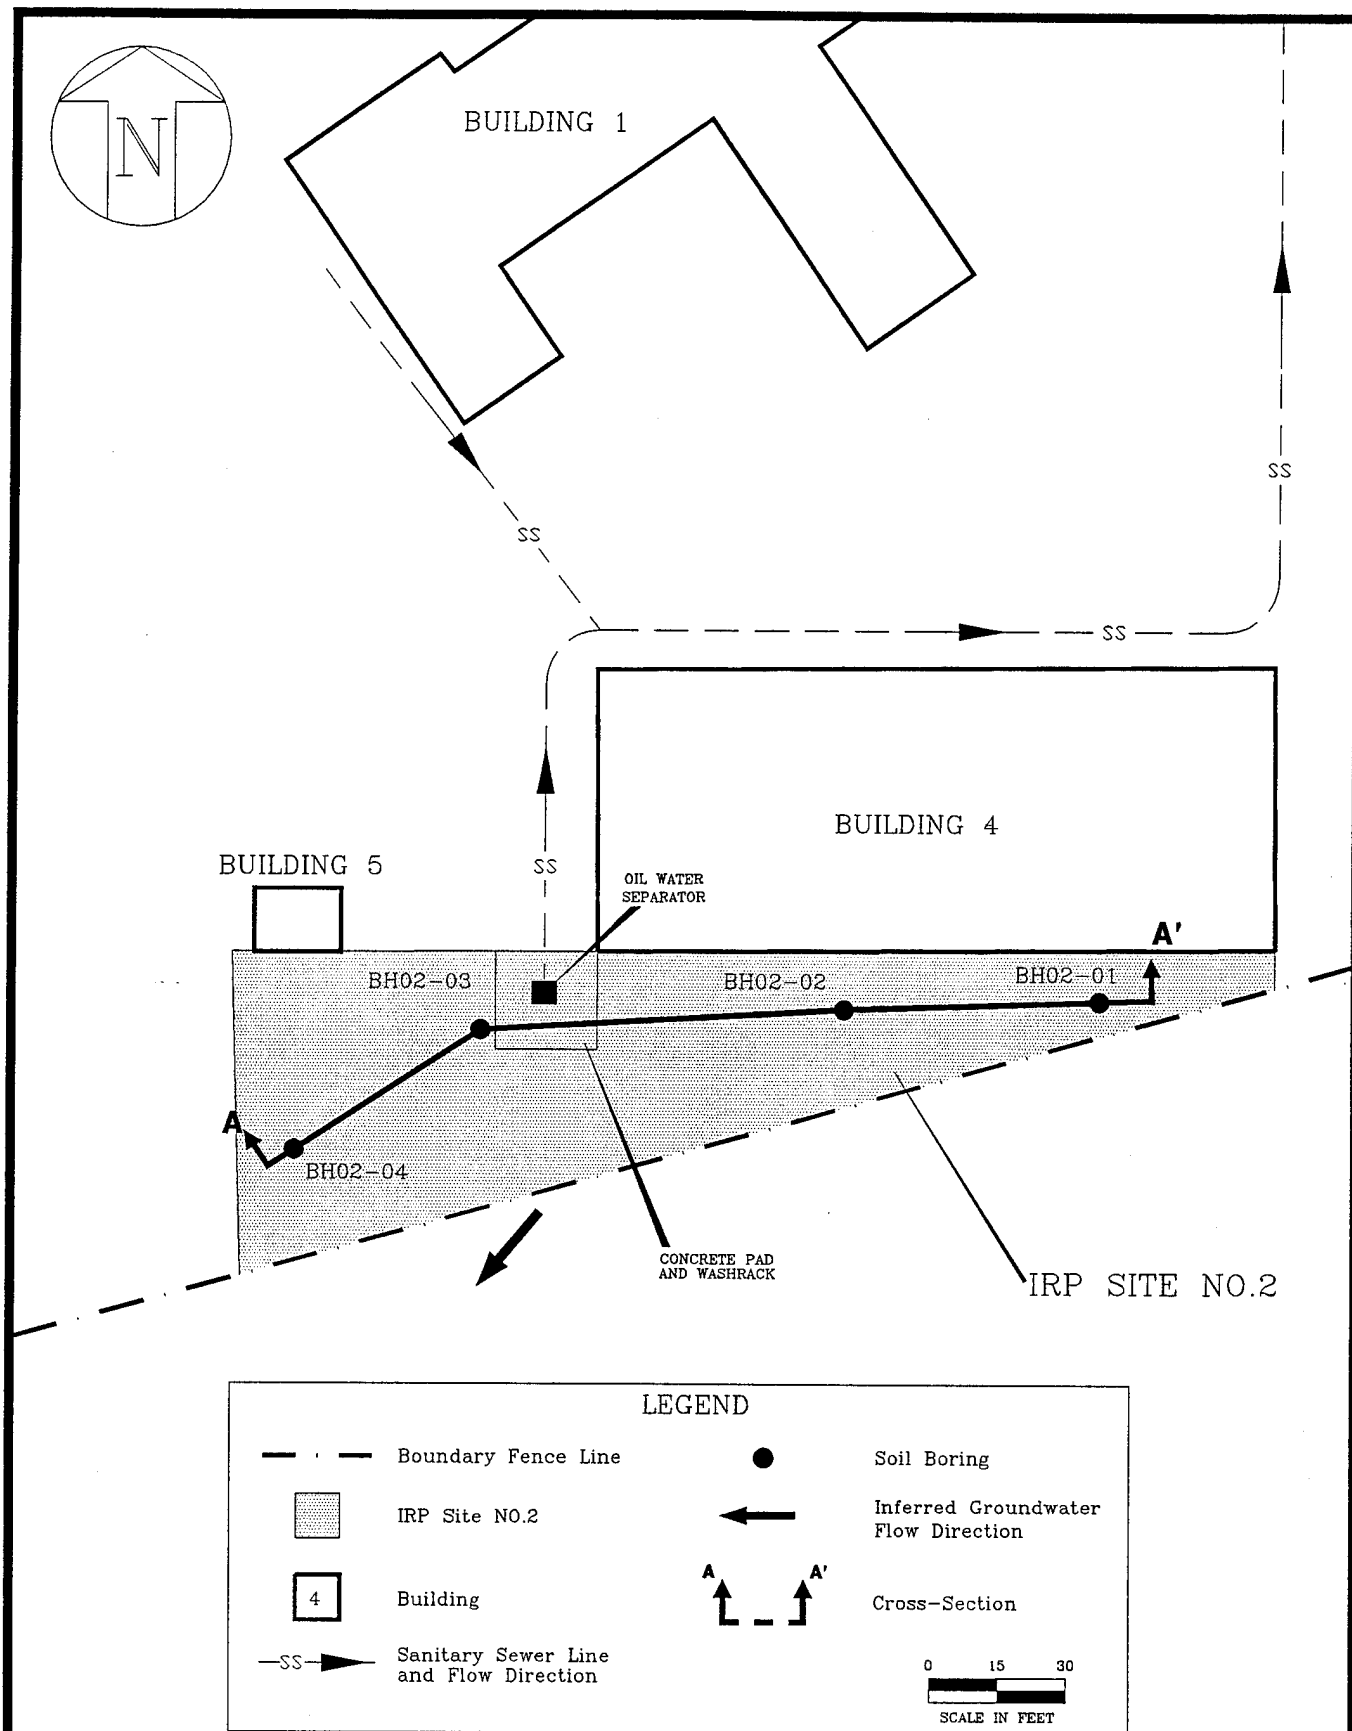 N
BUILDING 1
SS
SS
SS
BUILDING 4
BUILDING 5
SS
OIL WATER
SEPARATOR
A'
BH02-03
BH02-02
BH02-01
A
BH02-04
CONCRETE PAD
AND WASHRACK
IRP SITE NO.2
LEGEND
Boundary Fence Line
Soil Boring
IRP Site NO.2
Inferred Groundwater
Flow Direction
4
Building
A A'
Cross-Section
SS
Sanitary Sewer Line
and Flow Direction
0 15 30
SCALE IN FEET